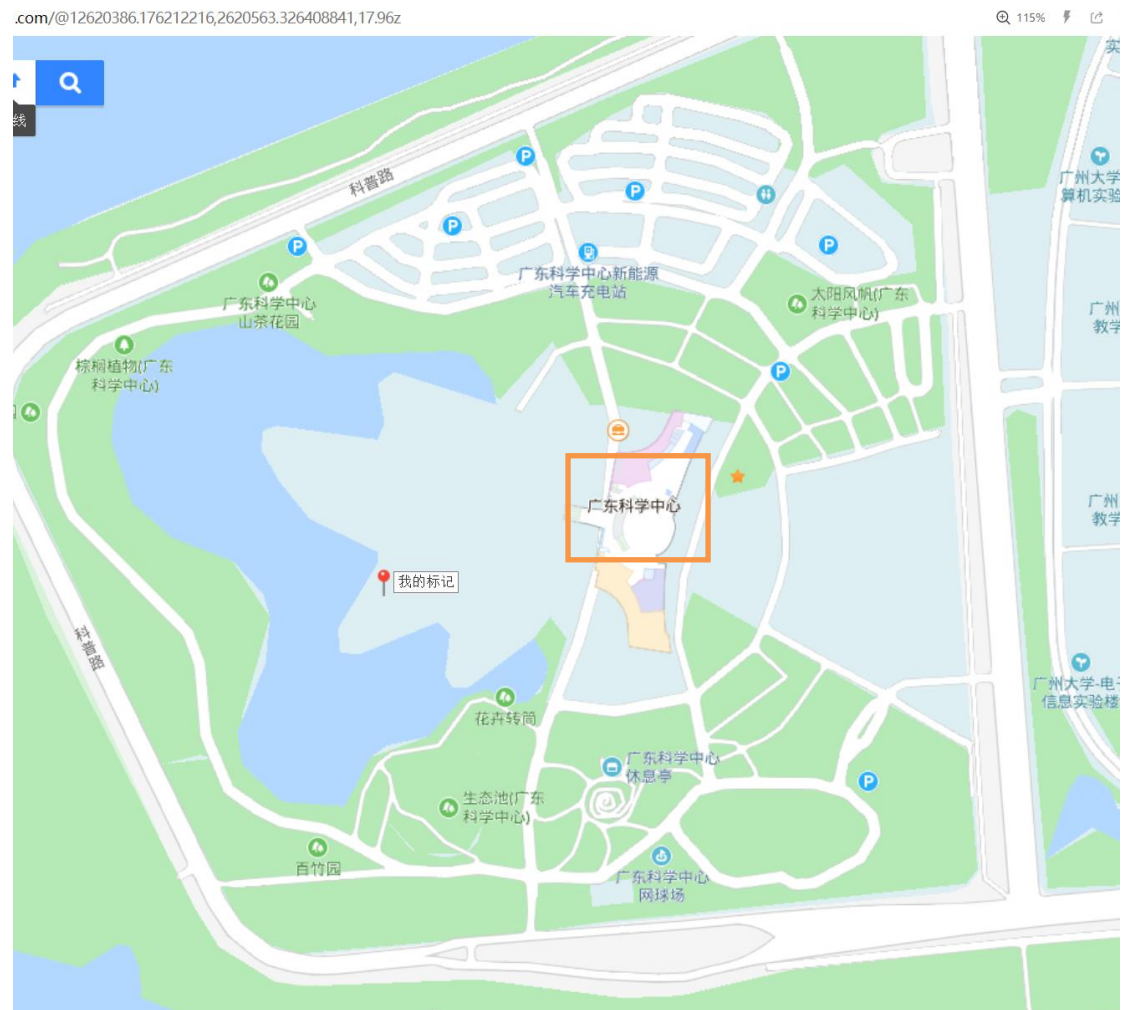 .com/@12620386.176212216,2620563.326408841,17.96z
115%
线
科普路
P
P
P
P
P
广东科学中心新能源
汽车充电站
广东科学中心
山茶花园
太阳风帆(广东
科学中心)
棕榈植物(广东
科学中心)
P
广东科学中心
我的标记
科普路
花卉转筒
广东科学中心
休息亭
P
生态池(广东
科学中心)
百竹园
广东科学中心
网球场
实
广州大学
算机实验
广州
教学
广州
教学
广州大学-电子
信息实验楼